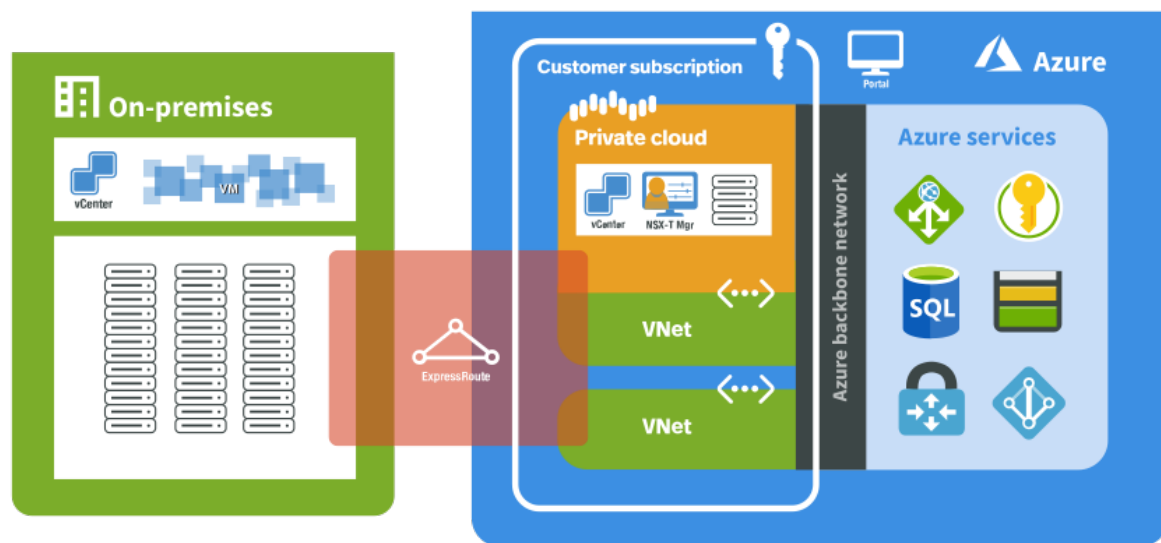 On-premises
vCenter
VM
ExpressRoute
Customer subscription
Portal
Azure
Private cloud
vCenter
NSX-T Mgr
VNet
VNet
Azure backbone network
Azure services
SQL